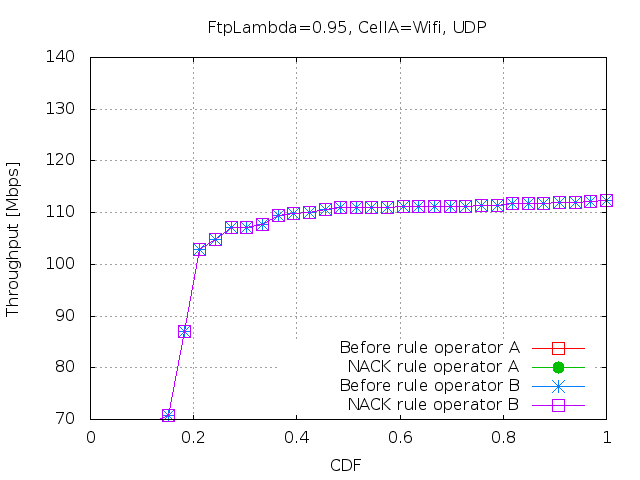 FtpLambda=0.95, CellA=Wifi, UDP
140
130
120
110
100
90
80
70
Throughput [Mbps]
Before rule operator A
NACK rule operator A
Before rule operator B
NACK rule operator B
0
0.2
0.4
0.6
0.8
1
CDF